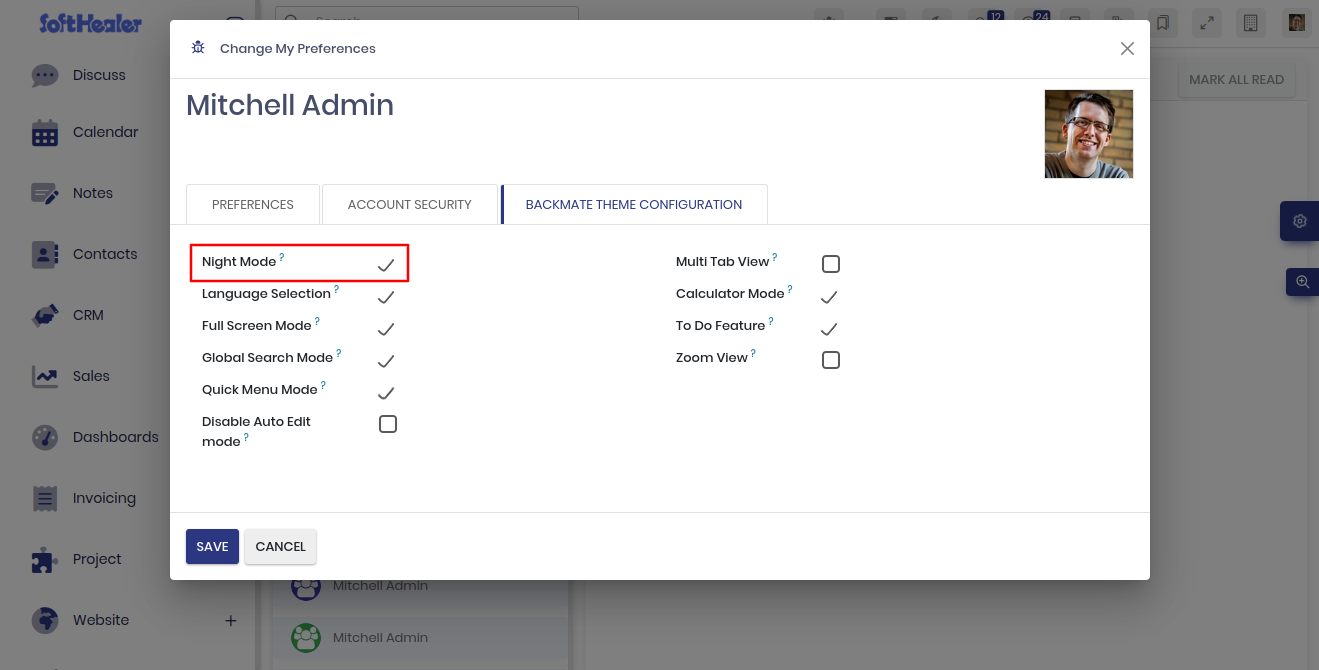 SoftHealer
Search
12
24
Change My Preferences
MARK ALL READ
Discuss
Calendar
Notes
Contacts
CRM
Sales
Dashboards
Invoicing
Project
Website
+
Mitchell Admin
PREFERENCES
ACCOUNT SECURITY
BACKMATE THEME CONFIGURATION
Night Mode ?
Language Selection ?
Full Screen Mode ?
Global Search Mode ?
Quick Menu Mode ?
Disable Auto Edit
mode ?
Multi Tab View ?
Calculator Mode ?
To Do Feature ?
Zoom View ?
SAVE
CANCEL
Mitchell Admin
Mitchell Admin